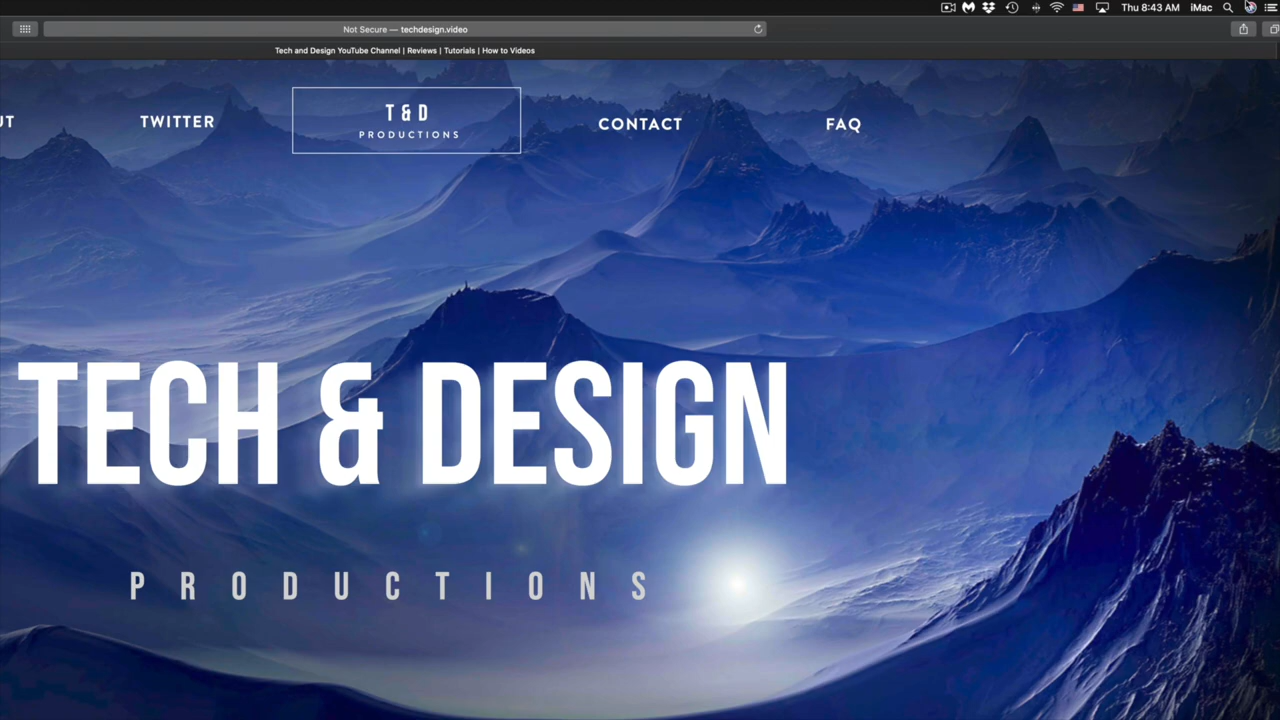 Thu 8:43 AM iMac
Not Secure — techdesign.video
Tech and Design YouTube Channel | Reviews | Tutorials | How to Videos
UT
TWITTER
T&D
PRODUCTIONS
CONTACT
FAQ
TECH & DESIGN
PRODUCTIONS